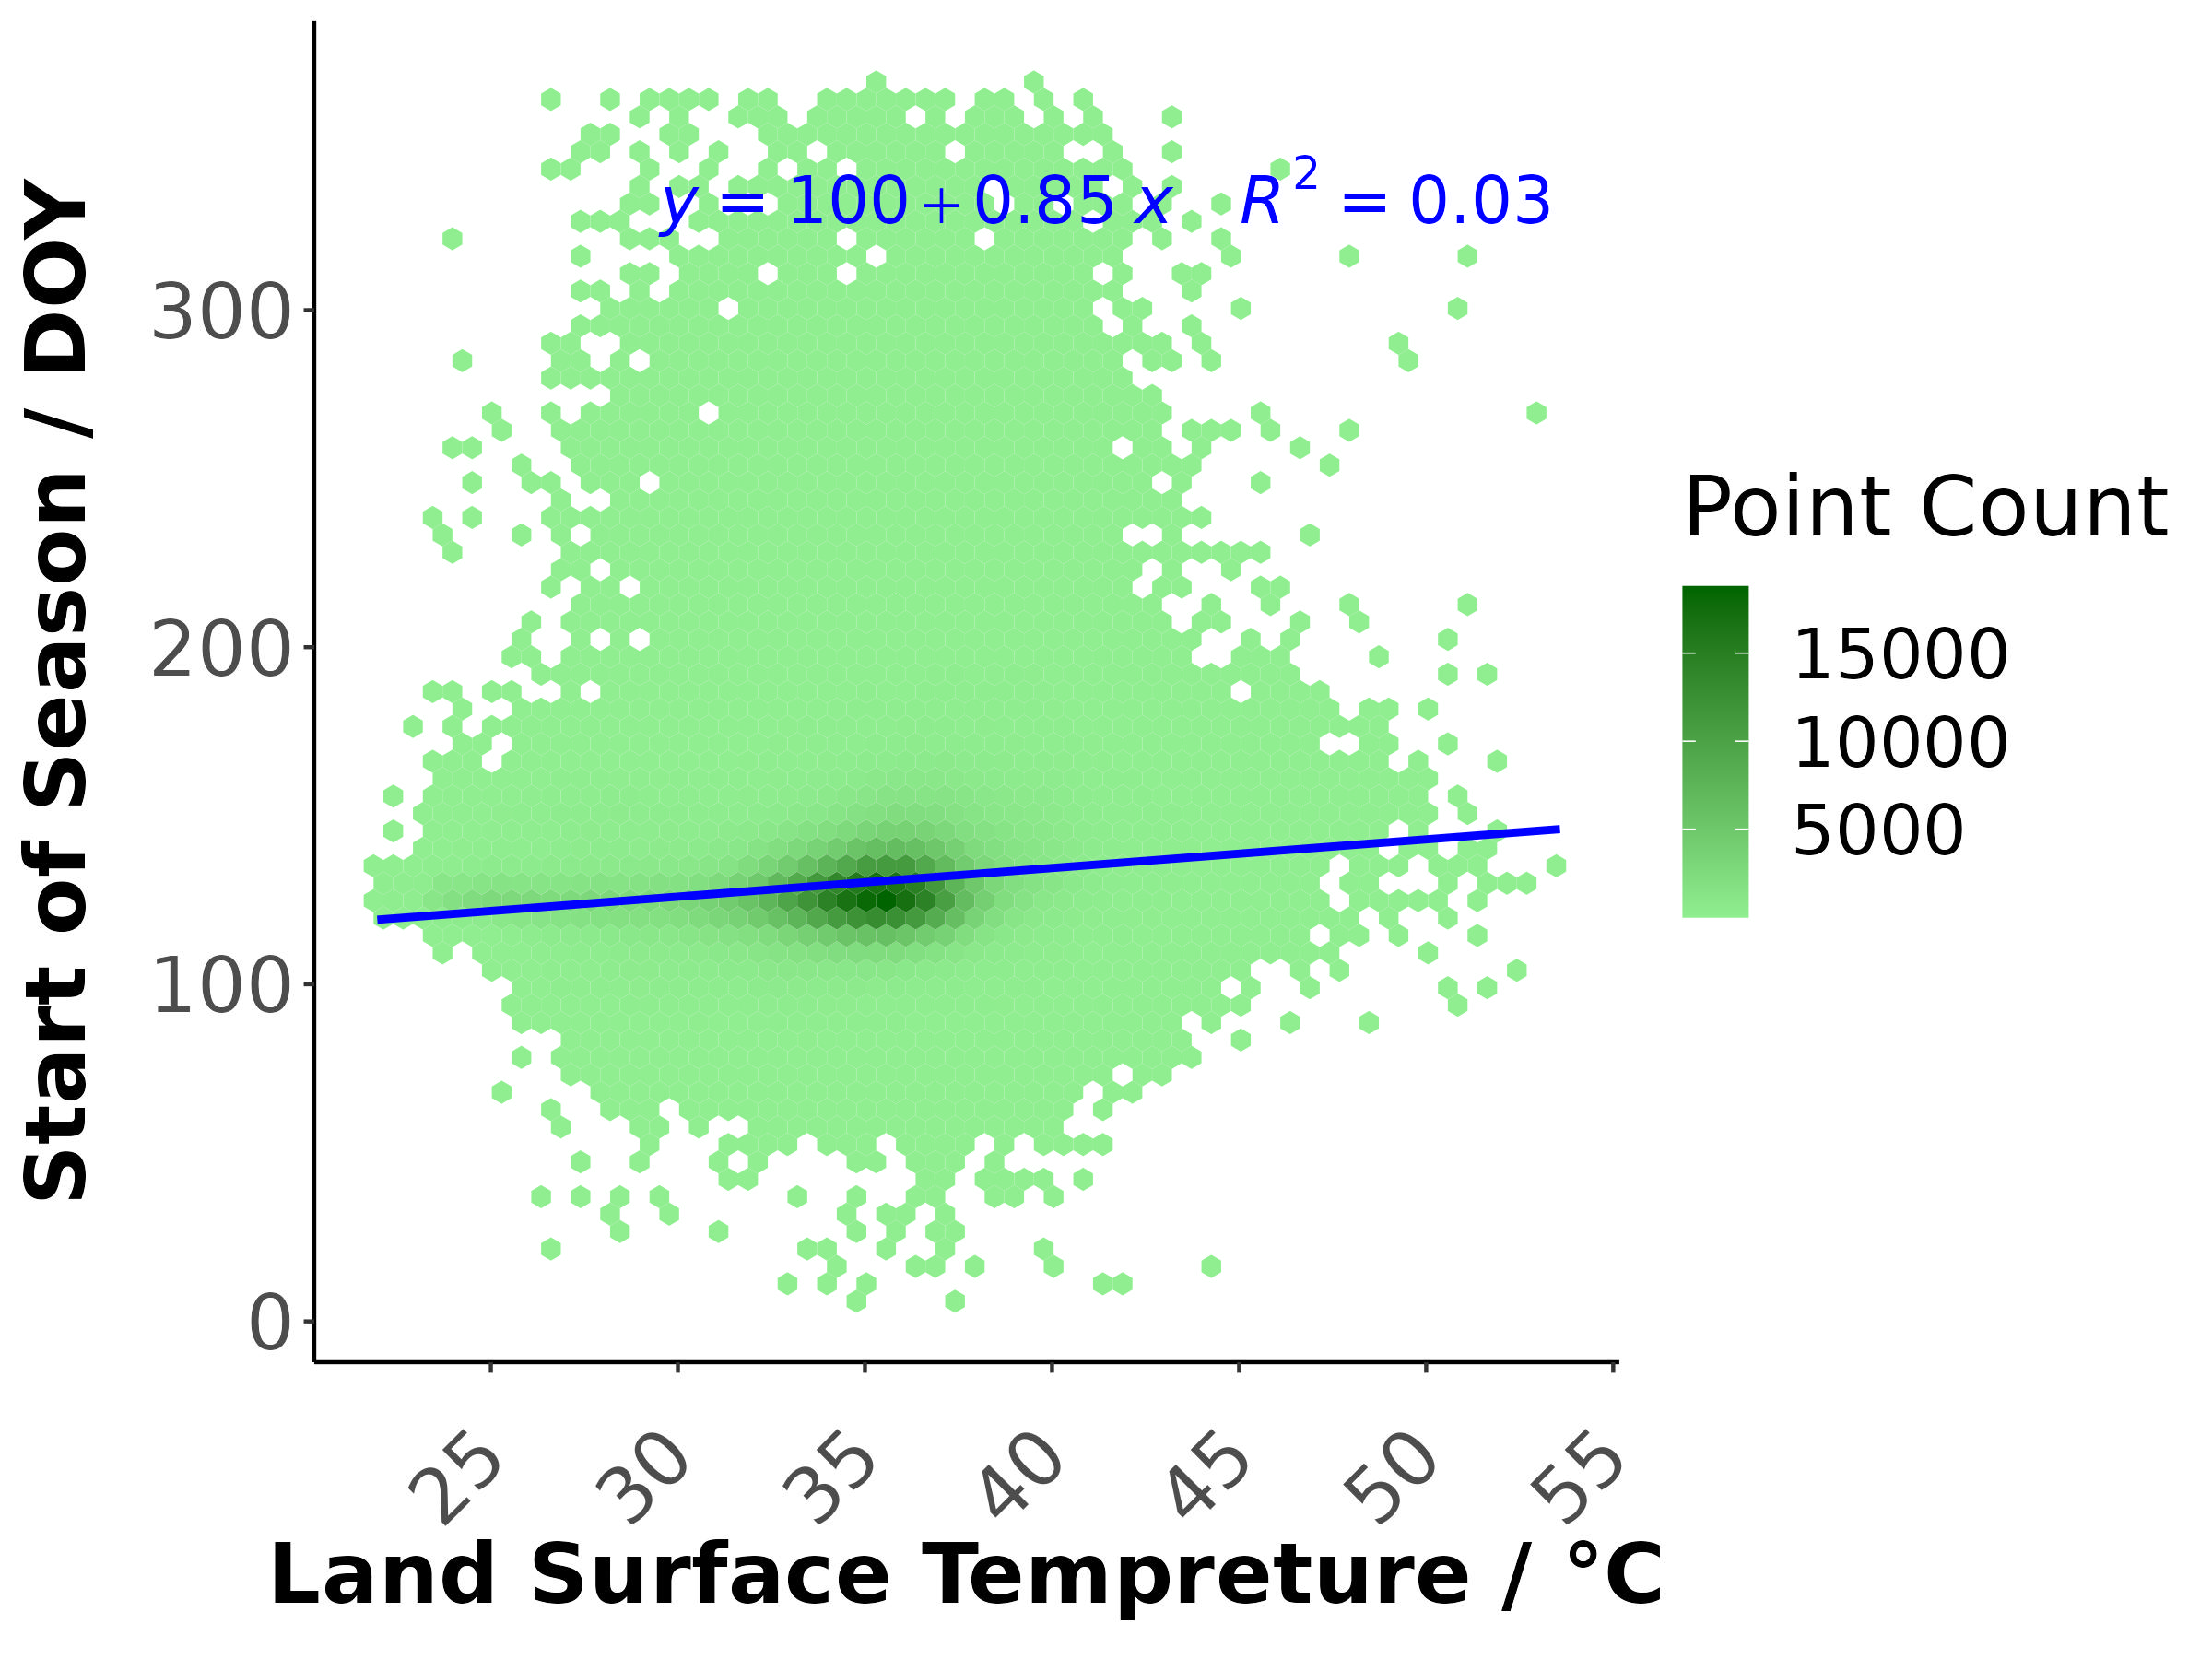 y = 100 + 0.85 x R² = 0.03
Start of Season / DOY
300
200
100
0
25 30 35 40 45 50 55
Land Surface Tempreture / °C
Point Count
15000
10000
5000